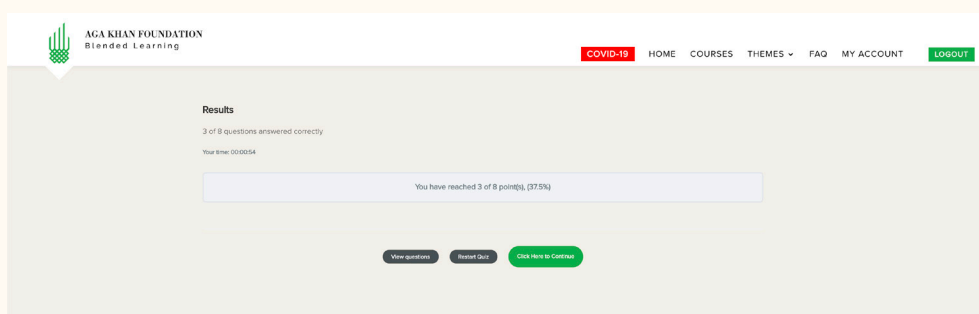 AGA KHAN FOUNDATION
Blended Learning
COVID-19 HOME COURSES THEMES FAQ MY ACCOUNT LOGOUT
Results
3 of 8 questions answered correctly
Your time: 00:00:54
You have reached 3 of 8 point(s), (37.5%)
View questions Restart Quiz Click Here to Continue